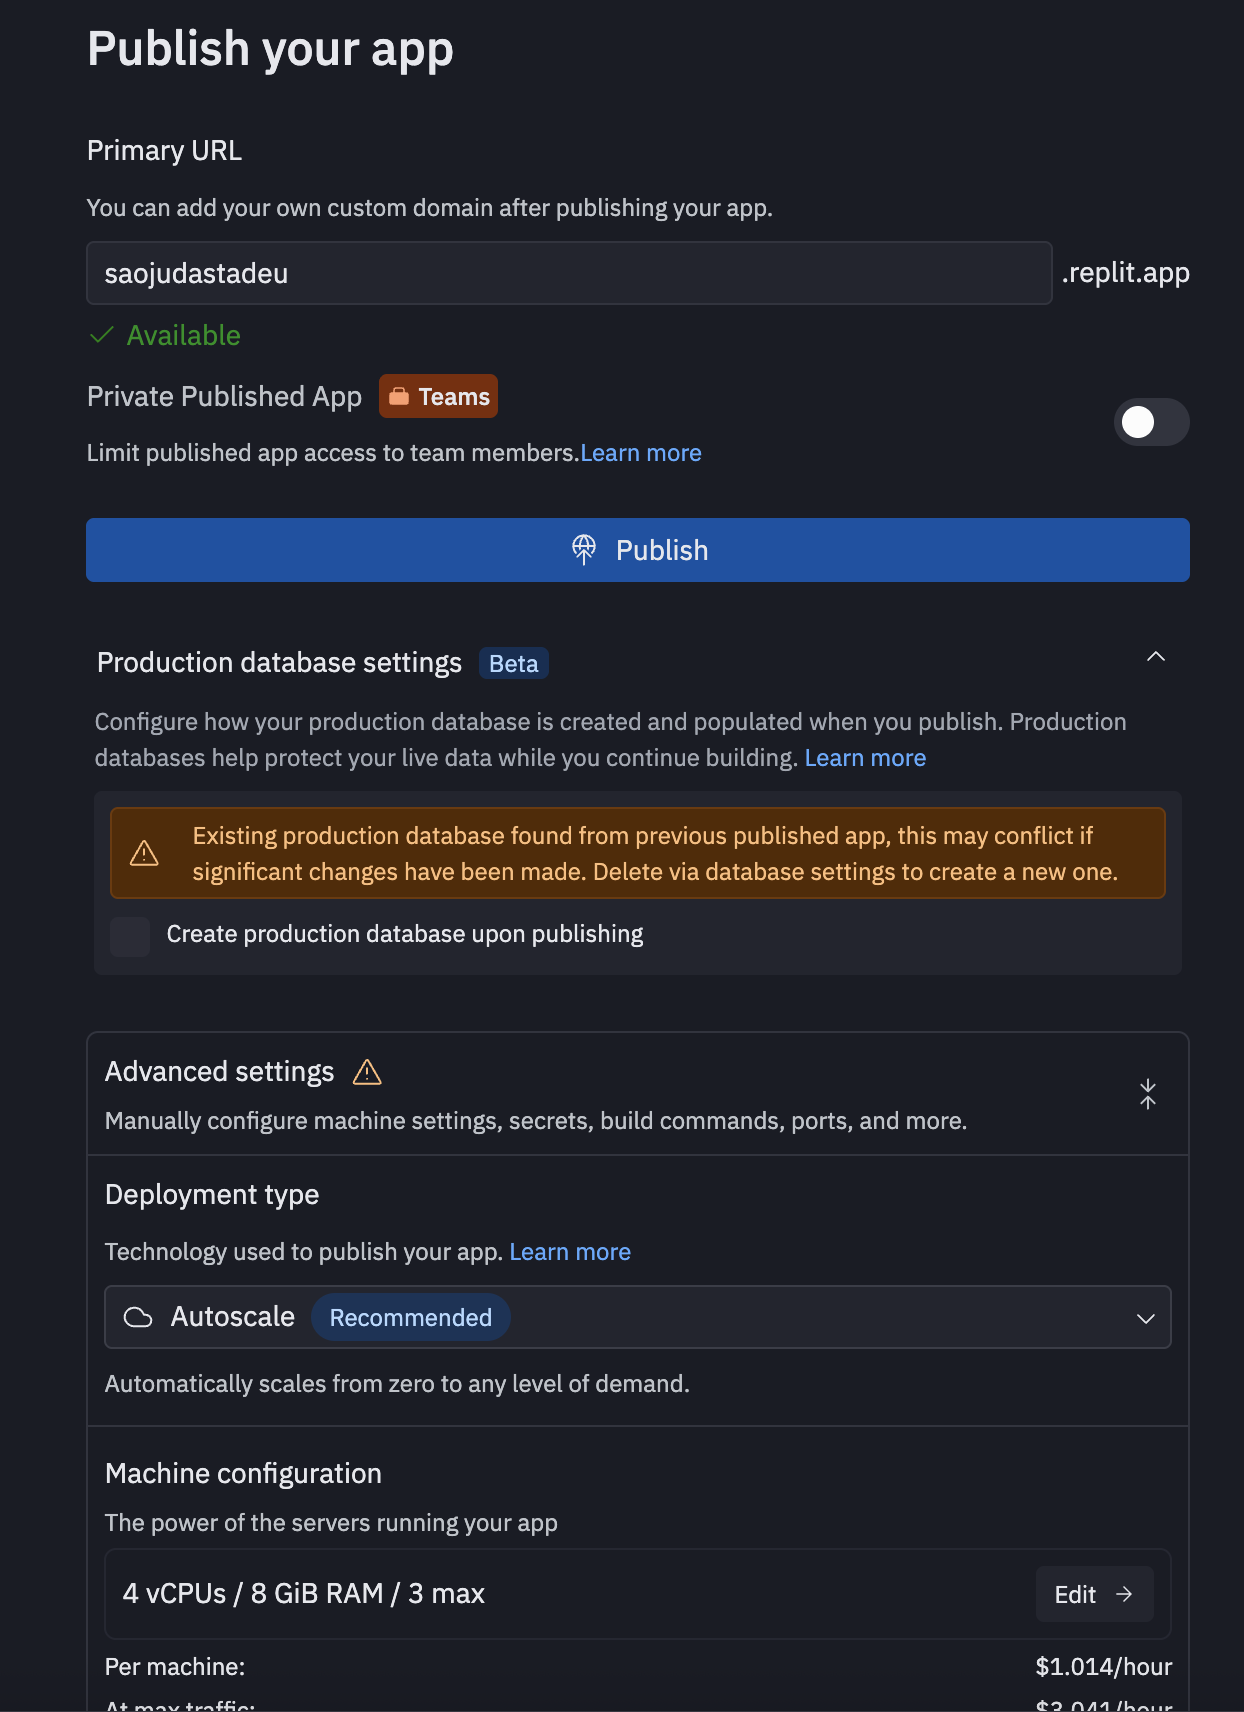 Publish your app
Primary URL
You can add your own custom domain after publishing your app.
saojudastadeu
.replit.app
Available
Private Published App
Teams
Limit published app access to team members.Learn more
Publish
Production database settings
Beta
Configure how your production database is created and populated when you publish. Production
databases help protect your live data while you continue building. Learn more
Existing production database found from previous published app, this may conflict if
significant changes have been made. Delete via database settings to create a new one.
Create production database upon publishing
Advanced settings
Manually configure machine settings, secrets, build commands, ports, and more.
Deployment type
Technology used to publish your app. Learn more
Autoscale
Recommended
Automatically scales from zero to any level of demand.
Machine configuration
The power of the servers running your app
4 vCPUs / 8 GiB RAM / 3 max
Edit
Per machine:
$1.014/hour
At max traffic:
$3.041/hour